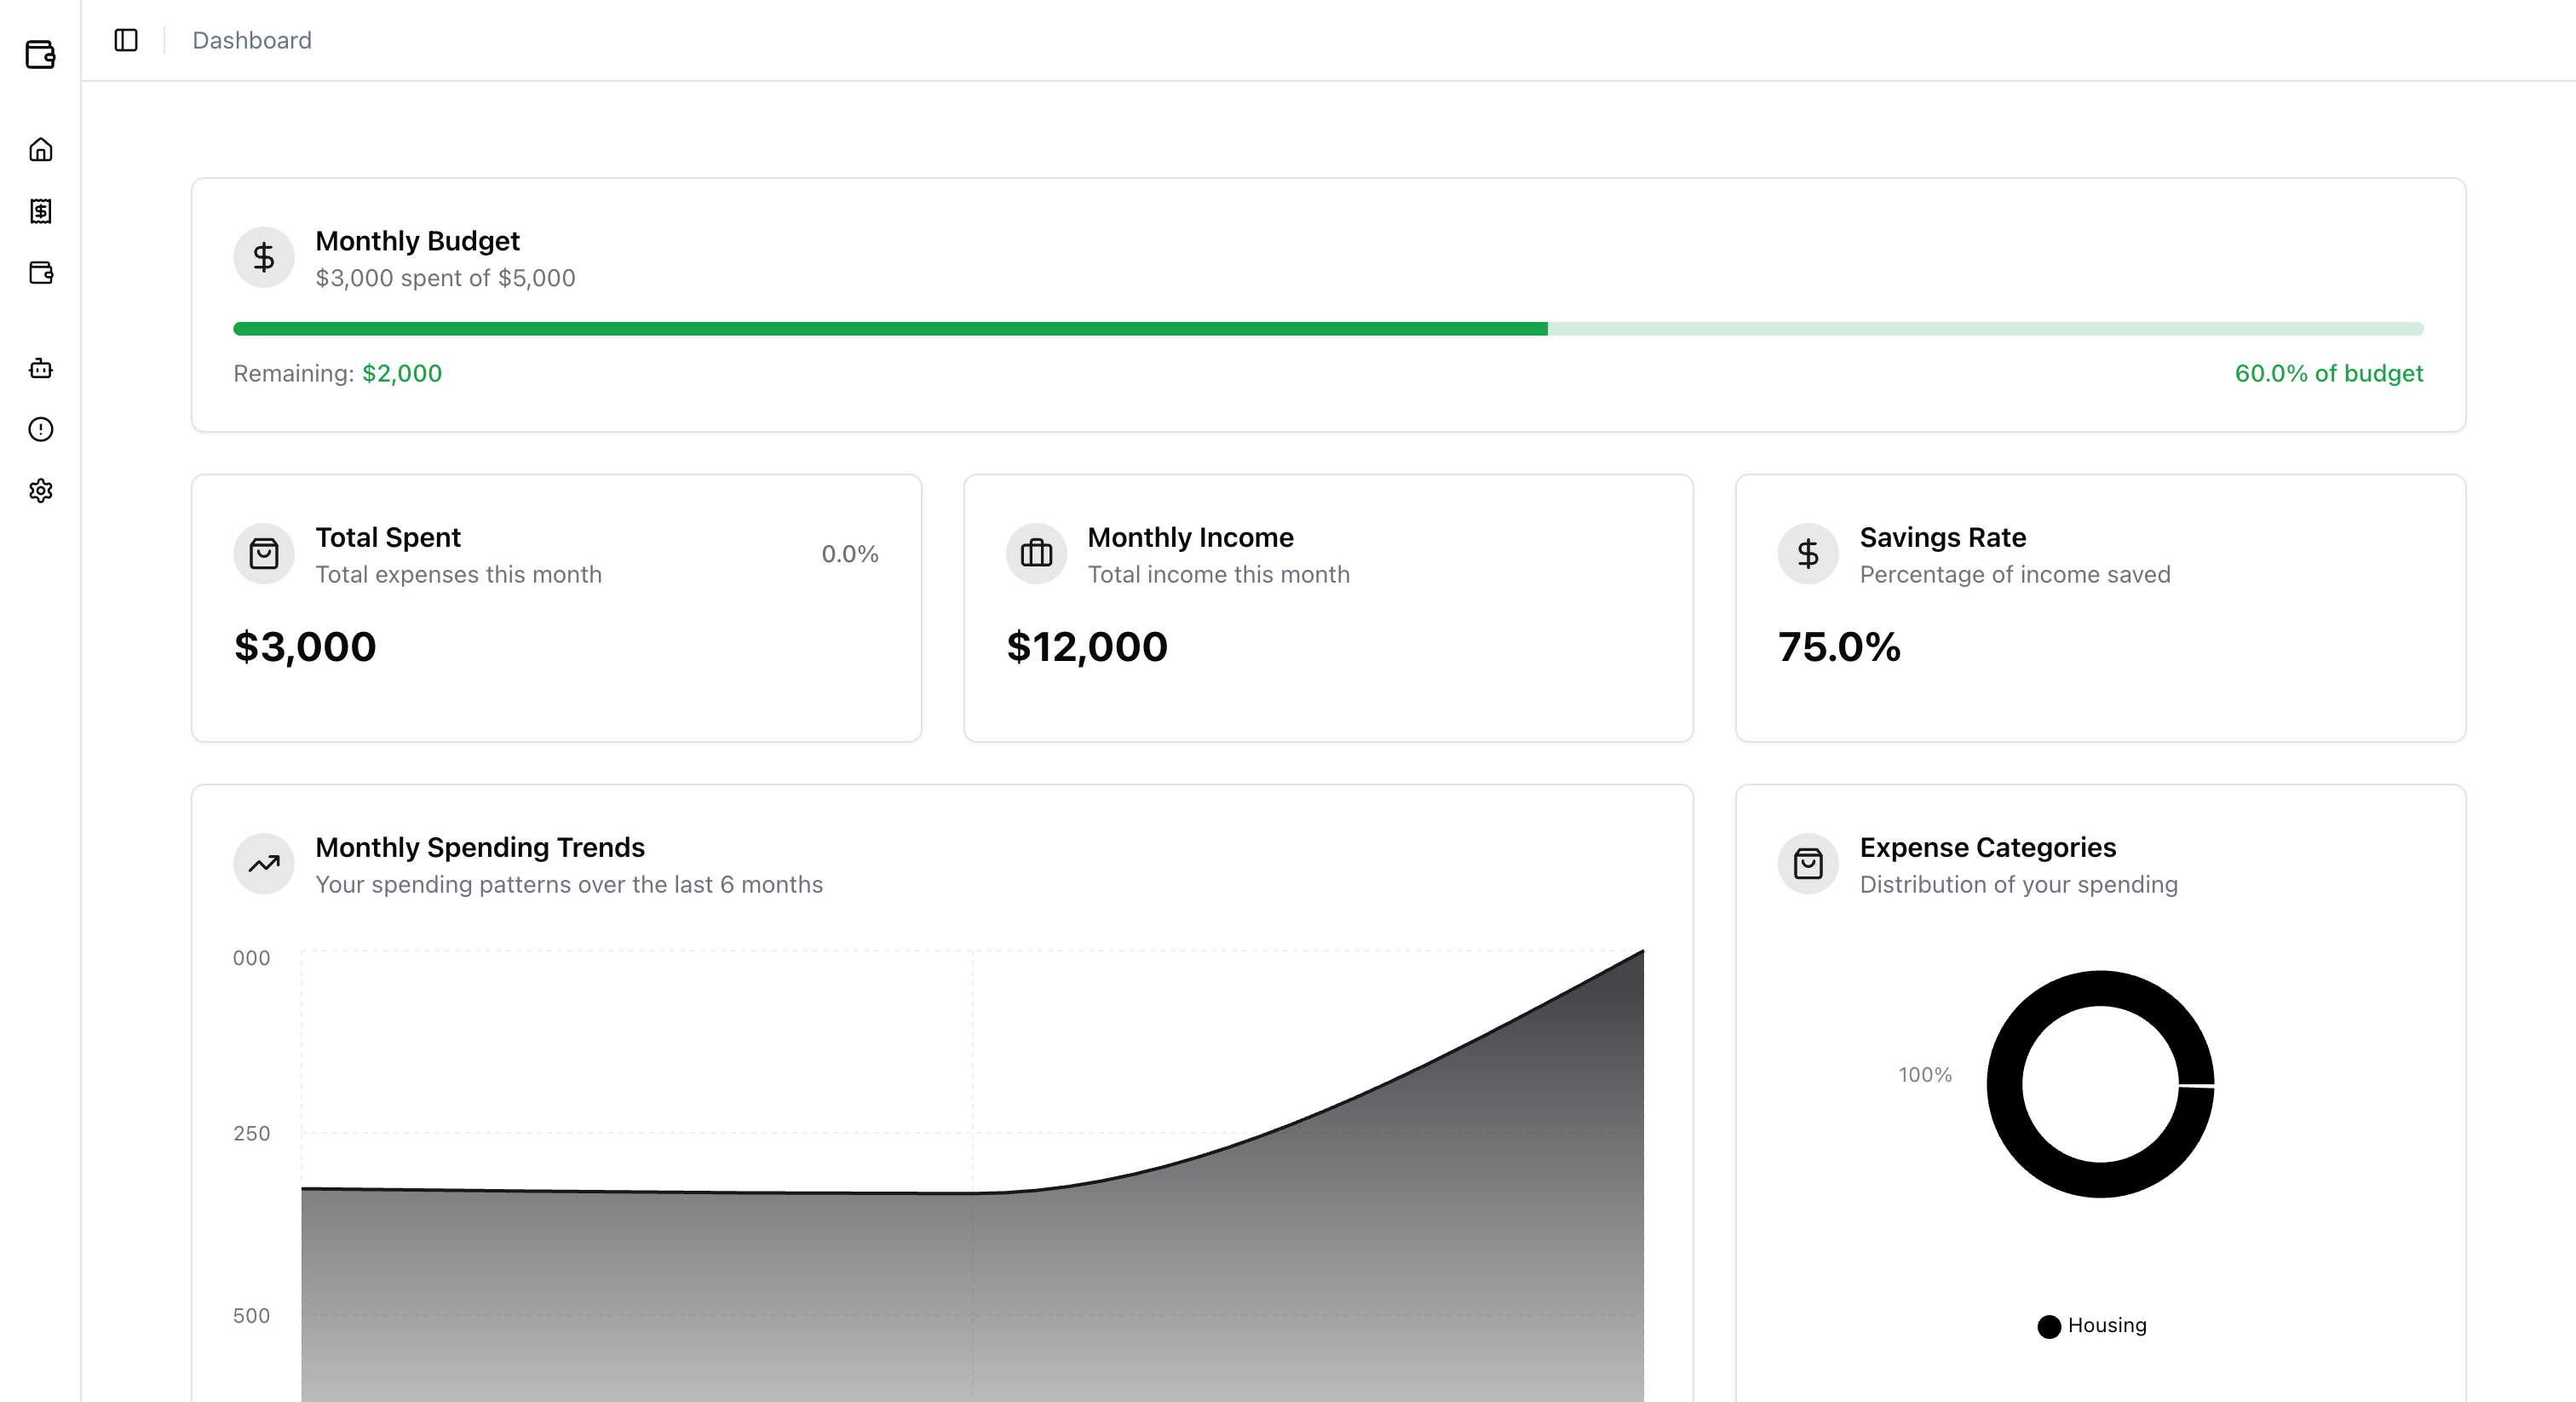 Dashboard
Monthly Budget
$3,000 spent of $5,000
Remaining: $2,000
60.0% of budget
Total Spent
Total expenses this month
0.0%
$3,000
Monthly Income
Total income this month
$12,000
Savings Rate
Percentage of income saved
75.0%
Monthly Spending Trends
Your spending patterns over the last 6 months
000
250
500
Expense Categories
Distribution of your spending
100%
Housing